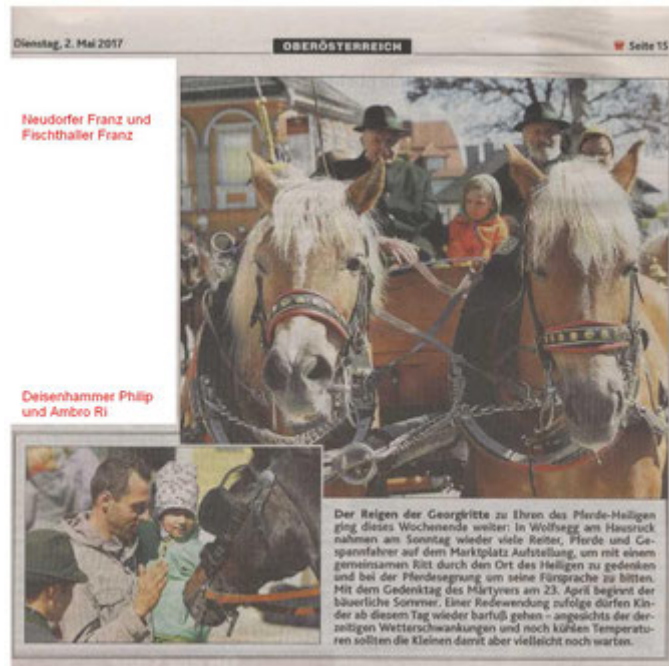 Dienstag, 2. Mai 2017
OBERÖSTERREICH
Seite 15
Neudorfer Franz und
Fischthaller Franz
Deisenhammer Philip
und Ambro Ri
Der Reigen der Georgiritte zu Ehren des Pferde-Heiligen
ging dieses Wochenende weiter: In Wolfsegg am Hausruck
nahmen am Sonntag wieder viele Reiter, Pferde und Ge-
spannfahrer auf dem Marktplatz Aufstellung, um mit einem
gemeinsamen Ritt durch den Ort des Heiligen zu gedenken
und bei der Pferdesegnung um seine Fürsprache zu bitten.
Mit dem Gedenktag des Märtyrers am 23. April beginnt der
bäuerliche Sommer. Einer Redewendung zufolge dürfen Kin-
der ab diesem Tag wieder barfuß gehen – angesichts der der-
zeitigen Wetterschwankungen und noch kühlen Temperatu-
ren sollten die Kleinen damit aber vielleicht noch warten.